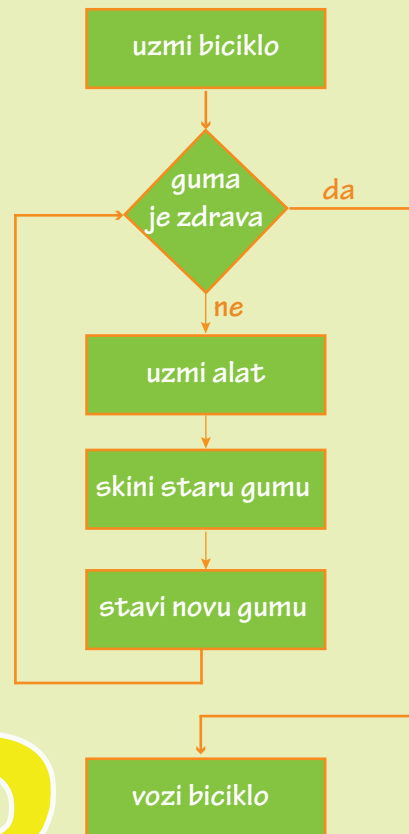 uzmi biciklo
guma
je zdrava
da
ne
uzmi alat
skini staru gumu
stavi novu gumu
vozi biciklo